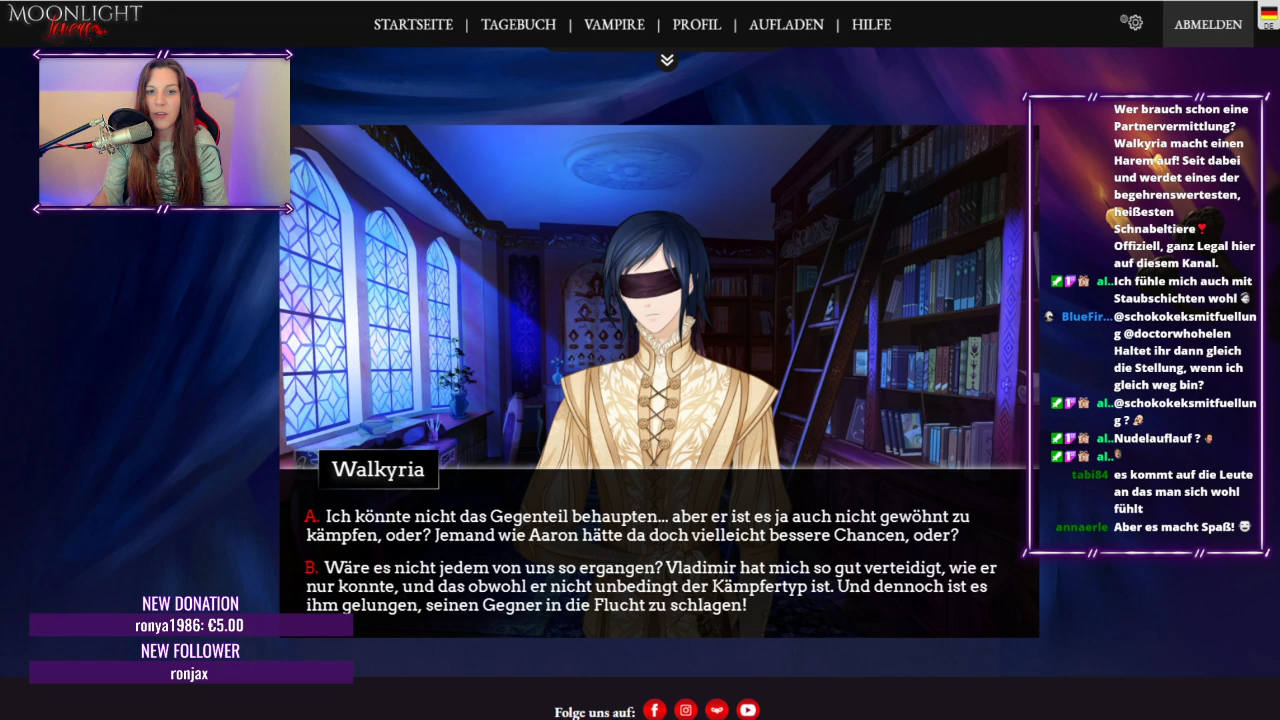 MOONLIGHT
lovers
STARTSEITE | TAGEBUCH | VAMPIRE | PROFIL | AUFLADEN | HILFE
ABMELDEN
DE
Wer brauch schon eine
Partnervermittlung?
Walkyria macht einen
Harem auf! Seit dabei
und werdet eines der
begehrenswertesten,
heißesten
Schnabeltiere
Offiziell, ganz Legal hier
auf diesem Kanal.
al.. Ich fühle mich auch mit
Staubschichten wohl
BlueFir... @schokokeksmitfuellun
g @doctorwhohelen
Haltet ihr dann gleich
die Stellung, wenn ich
gleich weg bin?
al.. @schokokeksmitfuellun
g ?
al.. Nudelauflauf ?
al..
tabi84 es kommt auf die Leute
an das man sich wohl
fühlt
annaerle Aber es macht Spaß!
Walkyria
A. Ich könnte nicht das Gegenteil behaupten... aber er ist es ja auch nicht gewöhnt zu
kämpfen, oder? Jemand wie Aaron hätte da doch vielleicht bessere Chancen, oder?
B. Wäre es nicht jedem von uns so ergangen? Vladimir hat mich so gut verteidigt, wie er
nur konnte, und das obwohl er nicht unbedingt der Kämpfertyp ist. Und dennoch ist es
ihm gelungen, seinen Gegner in die Flucht zu schlagen!
NEW DONATION
ronya1986: €5.00
NEW FOLLOWER
ronjax
Folge uns auf: